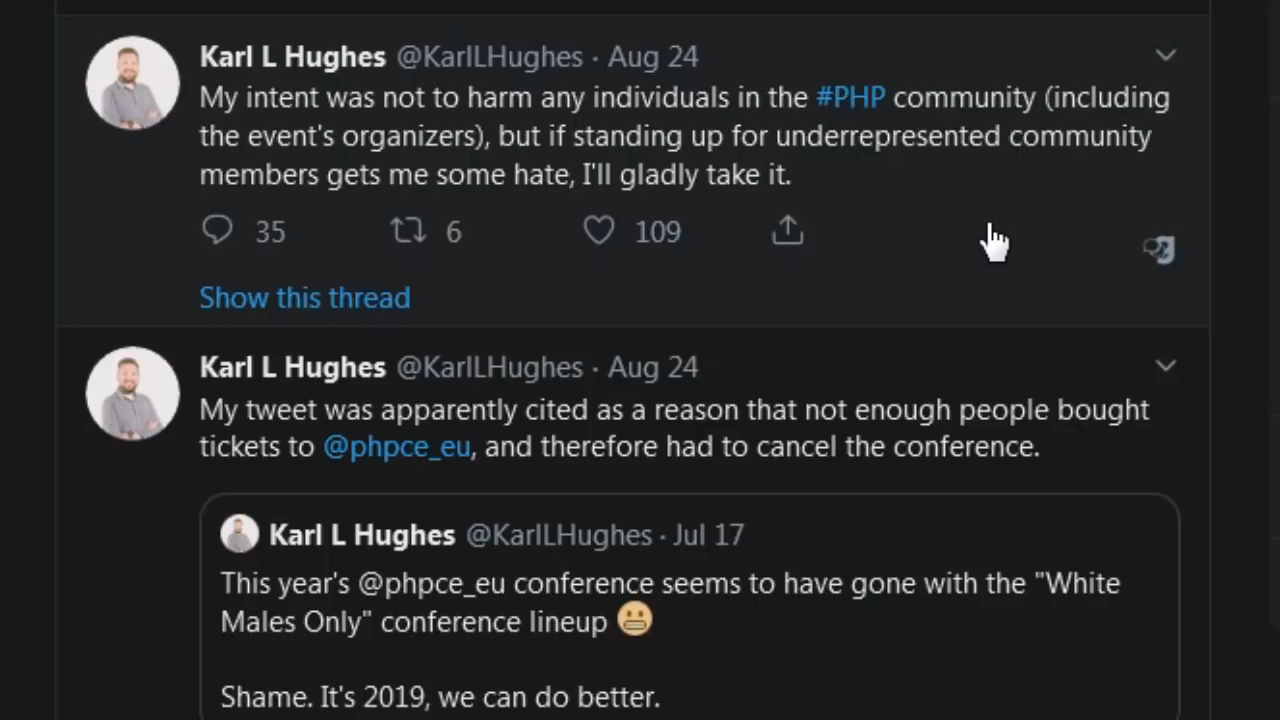 Karl L Hughes @KarlLHughes · Aug 24
My intent was not to harm any individuals in the #PHP community (including
the event's organizers), but if standing up for underrepresented community
members gets me some hate, I'll gladly take it.
35 6 109
Show this thread
Karl L Hughes @KarlLHughes · Aug 24
My tweet was apparently cited as a reason that not enough people bought
tickets to @phpce_eu, and therefore had to cancel the conference.
Karl L Hughes @KarlLHughes · Jul 17
This year's @phpce_eu conference seems to have gone with the "White
Males Only" conference lineup 😬
Shame. It's 2019, we can do better.